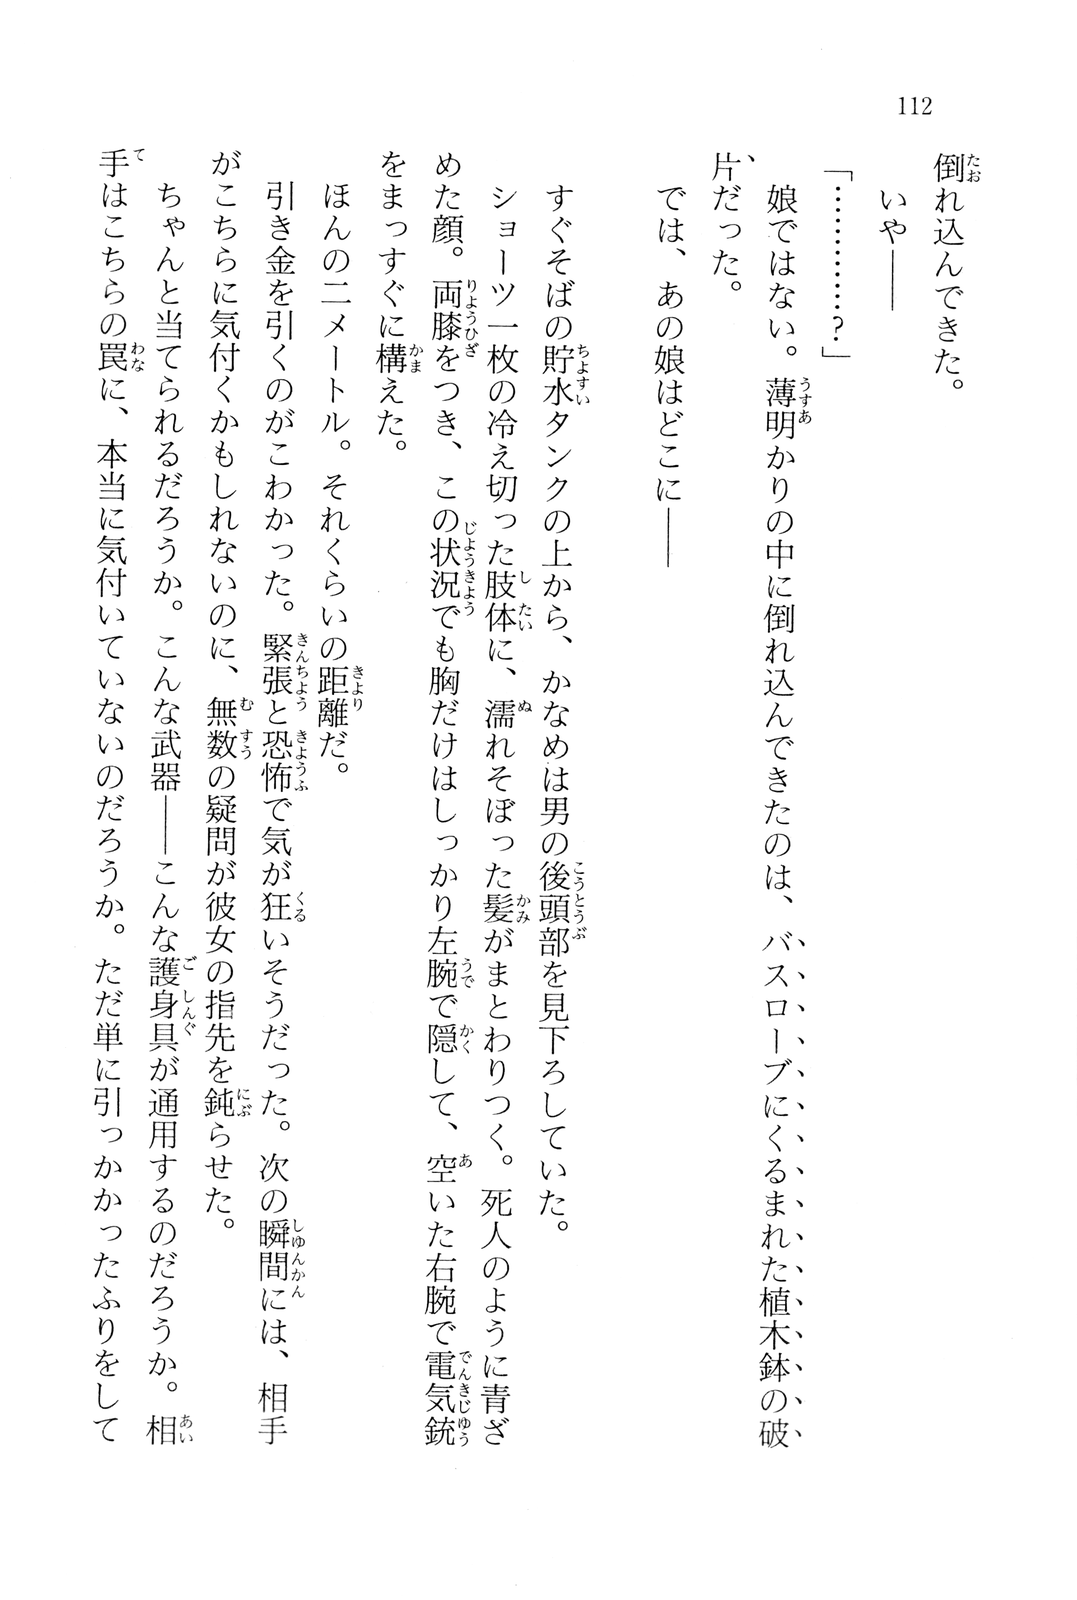 112
倒れ込んできた。
いや――
「…………?」
娘ではない。薄明かりの中に倒れ込んできたのは、バスローブにくるまれた植木鉢の破
片だった。
では、あの娘はどこに――
すぐそばの貯水タンクの上から、かなめは男の後頭部を見下ろしていた。
ショーツ一枚の冷え切った肢体に、濡れそぼった髪がまとわりつく。死人のように青ざ
めた顔。両膝をつき、この状況でも胸だけはしっかり左腕で隠して、空いた右腕で電気銃
をまっすぐに構えた。
ほんの二メートル。それくらいの距離だ。
引き金を引くのがこわかった。緊張と恐怖で気が狂いそうだった。次の瞬間には、相手
がこちらに気付くかもしれないのに、無数の疑問が彼女の指先を鈍らせた。
ちゃんと当てられるだろうか。こんな武器――こんな護身具が通用するのだろうか。相
手はこちらの罠に、本当に気付いていないのだろうか。ただ単に引っかかったふりをして